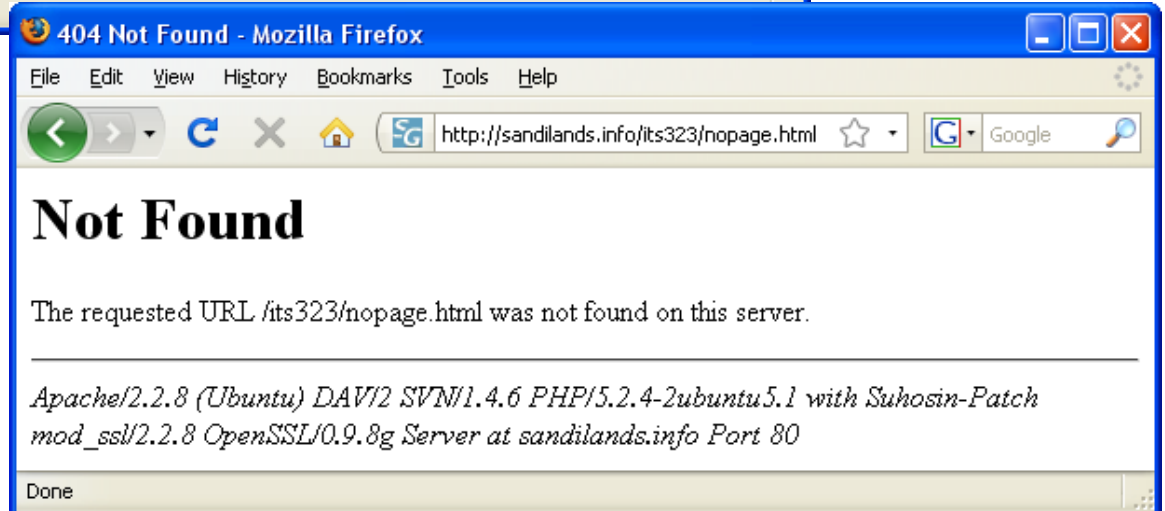 404 Not Found - Mozilla Firefox
File Edit View History Bookmarks Tools Help
SG http://sandilands.info/its323/nopage.html G Google
Not Found
The requested URL /its323/nopage.html was not found on this server.
Apache/2.2.8 (Ubuntu) DAV/2 SVN/1.4.6 PHP/5.2.4-2ubuntu5.1 with Suhosin-Patch
mod_ssl/2.2.8 OpenSSL/0.9.8g Server at sandilands.info Port 80
Done